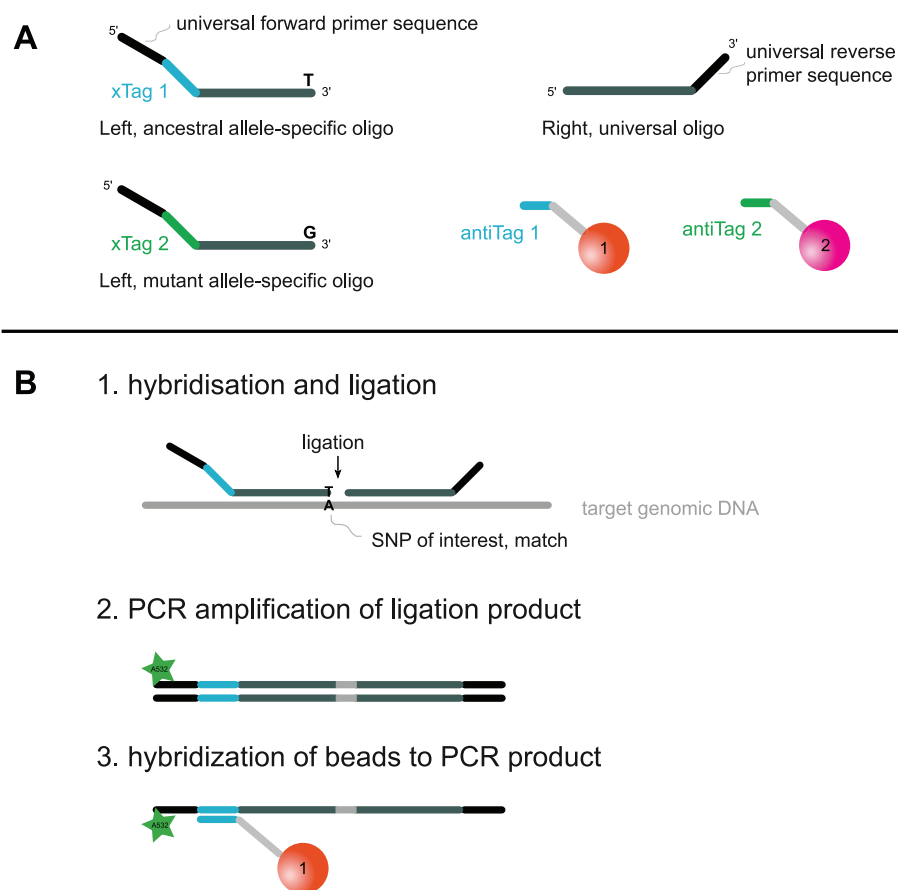 A
5'
universal forward primer sequence
xTag 1
T
3'
Left, ancestral allele-specific oligo
3'
universal reverse
primer sequence
5'
Right, universal oligo
5'
xTag 2
G
3'
Left, mutant allele-specific oligo
antiTag 1
1
antiTag 2
2
B
1. hybridisation and ligation
ligation
T
A
target genomic DNA
SNP of interest, match
2. PCR amplification of ligation product
A532
3. hybridization of beads to PCR product
A532
1